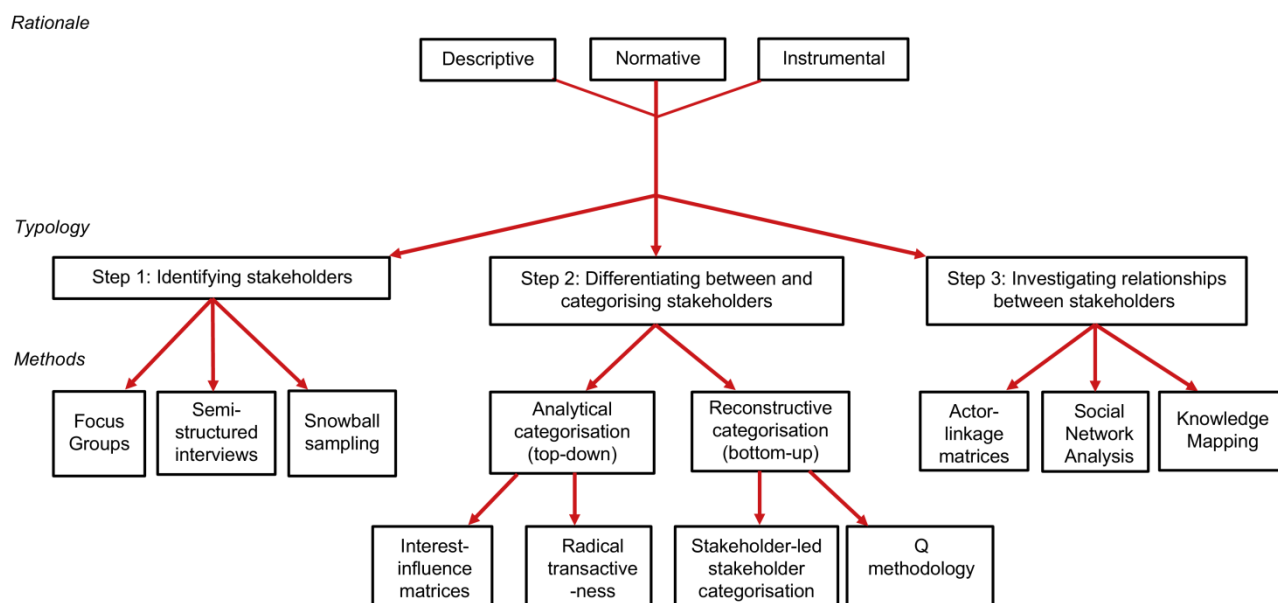 Rationale
Descriptive
Normative
Instrumental
Typology
Step 1: Identifying stakeholders
Step 2: Differentiating between and
categorising stakeholders
Step 3: Investigating relationships
between stakeholders
Methods
Focus
Groups
Semi-
structured
interviews
Snowball
sampling
Analytical
categorisation
(top-down)
Reconstructive
categorisation
(bottom-up)
Actor-
linkage
matrices
Social
Network
Analysis
Knowledge
Mapping
Interest-
influence
matrices
Radical
transactive
-ness
Stakeholder-led
stakeholder
categorisation
Q
methodology